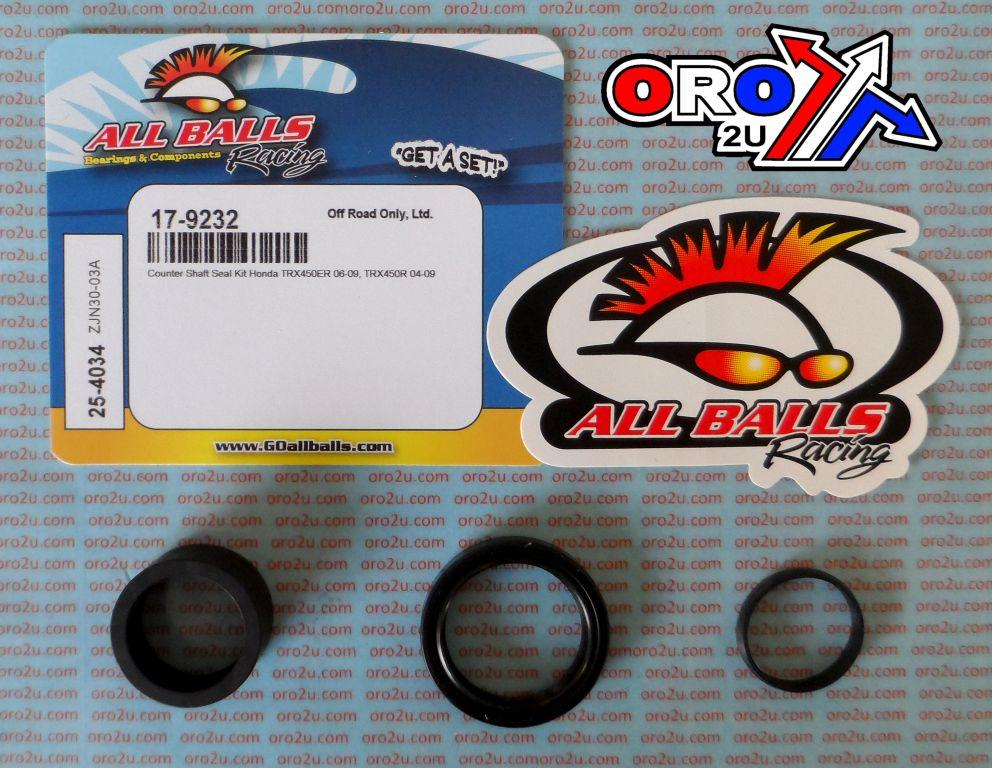 ALL BALLS
Bearings & Components Racing
"GET A SET!"
17-9232 Off Road Only, Ltd.
Counter Shaft Seal Kit Honda TRX450ER 06-09, TRX450R 04-09
25-4034 ZJN30-03A
www.GOallballs.com
ORO
2U
ALL BALLS
Racing
oro2u.com